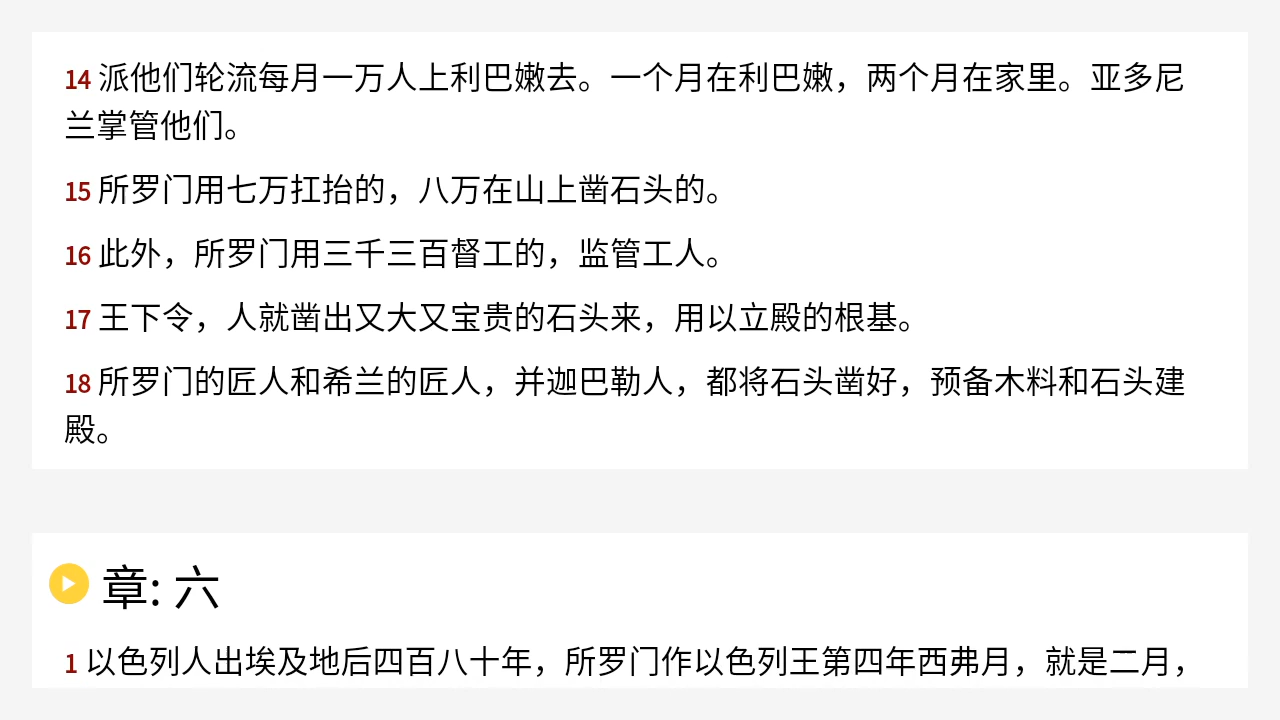 14 派他们轮流每月一万人上利巴嫩去。一个月在利巴嫩，两个月在家里。亚多尼
兰掌管他们。
15 所罗门用七万扛抬的，八万在山上凿石头的。
16 此外，所罗门用三千三百督工的，监管工人。
17 王下令，人就凿出又大又宝贵的石头来，用以立殿的根基。
18 所罗门的匠人和希兰的匠人，并迦巴勒人，都将石头凿好，预备木料和石头建
殿。
章: 六
1 以色列人出埃及地后四百八十年，所罗门作以色列王第四年西弗月，就是二月，